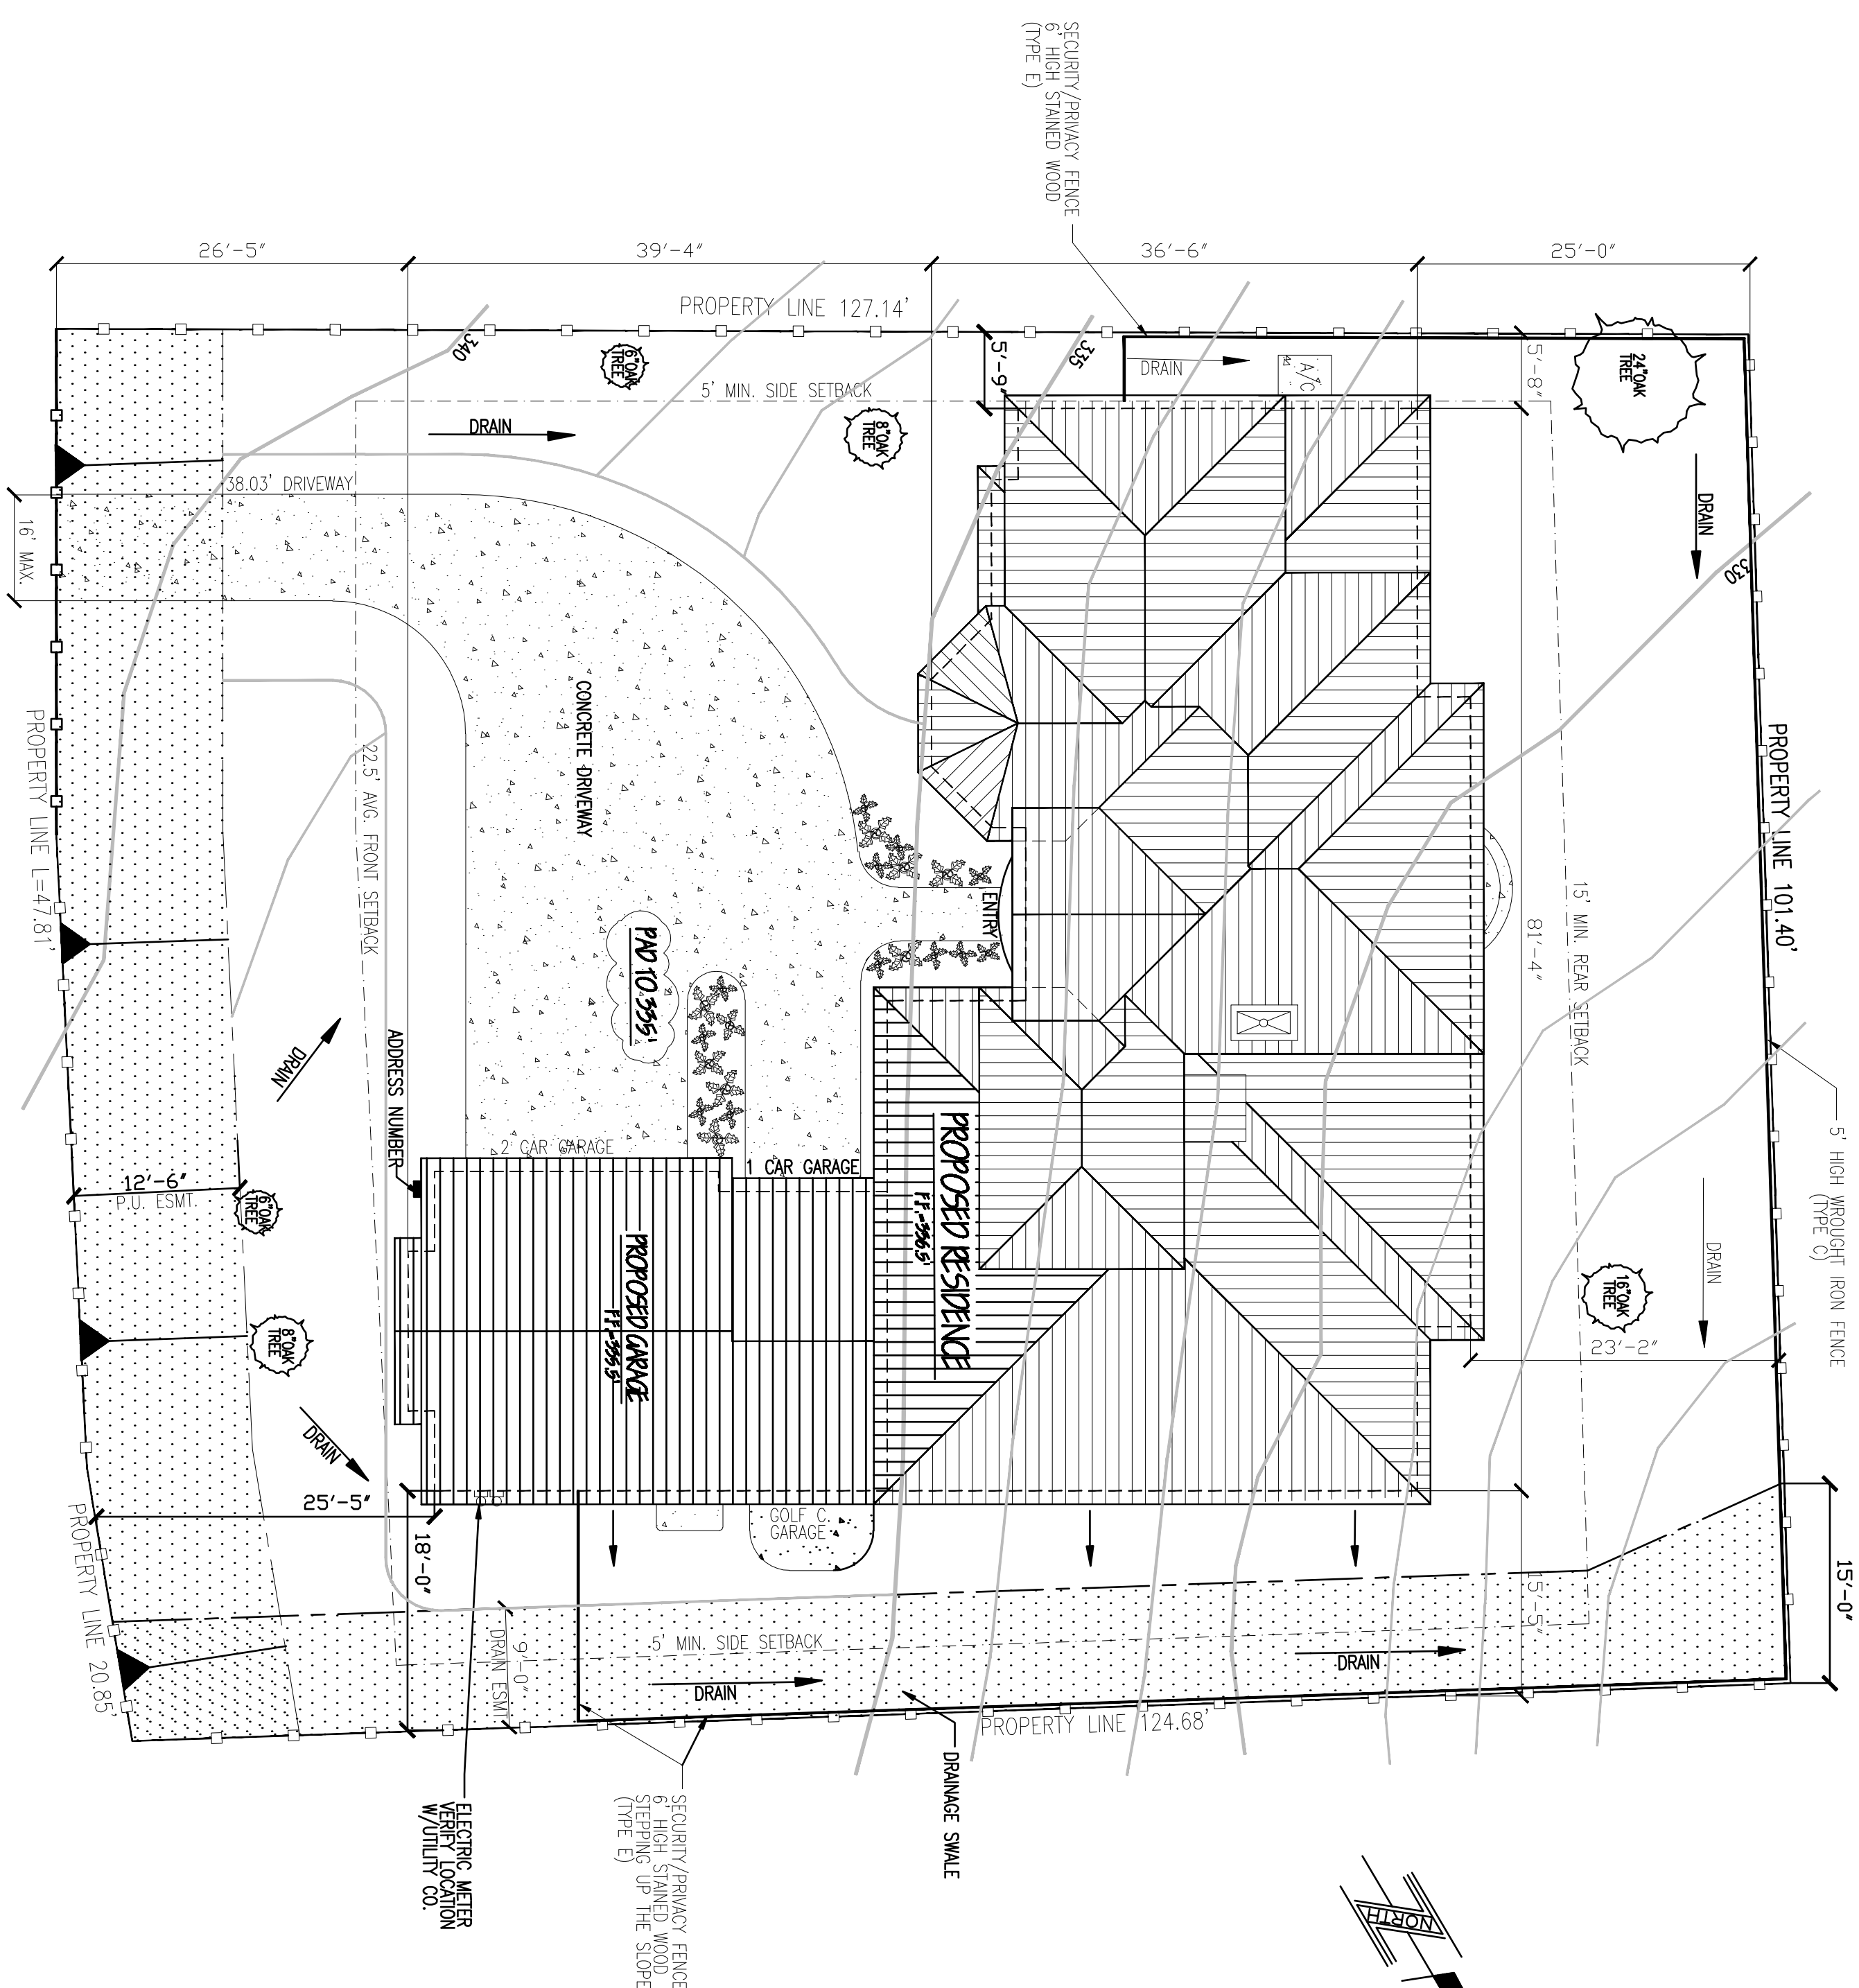 SECURITY/PRIVACY FENCE
6' HIGH STAINED WOOD
(TYPE E)
26'-5"
39'-4"
36'-6"
25'-0"
PROPERTY LINE 127.14'
340
6"OAK
TREE
5'-9"
335
DRAIN
A/C
5'-8"
24"OAK
TREE
5' MIN. SIDE SETBACK
DRAIN
8"OAK
TREE
DRAIN
38.03' DRIVEWAY
16' MAX.
330
CONCRETE DRIVEWAY
PROPERTY LINE L=47.81'
22.5' AVG. FRONT SETBACK
PROPERTY LINE 101.40'
ENTRY
15' MIN. REAR SETBACK
81'-4"
PAD TO 335'
DRAIN
ADDRESS NUMBER
2 CAR GARAGE
1 CAR GARAGE
PROPOSED RESIDENCE
F.F.=336.5'
5' HIGH WROUGHT IRON FENCE
(TYPE C)
12'-6"
P.U. ESMT.
6"OAK
TREE
PROPOSED GARAGE
F.F.=335.5'
DRAIN
16"OAK
TREE
23'-2"
8"OAK
TREE
DRAIN
25'-5"
18'-0"
GOLF C.
GARAGE
15'-5"
15'-0"
PROPERTY LINE 20.85'
9'-0"
DRAIN ESMT
5' MIN. SIDE SETBACK
DRAIN
DRAIN
PROPERTY LINE 124.68'
DRAINAGE SWALE
ELECTRIC METER
VERIFY LOCATION
W/UTILITY CO.
SECURITY/PRIVACY FENCE
6' HIGH STAINED WOOD
STEPPING UP THE SLOPE
(TYPE E)
NORTH